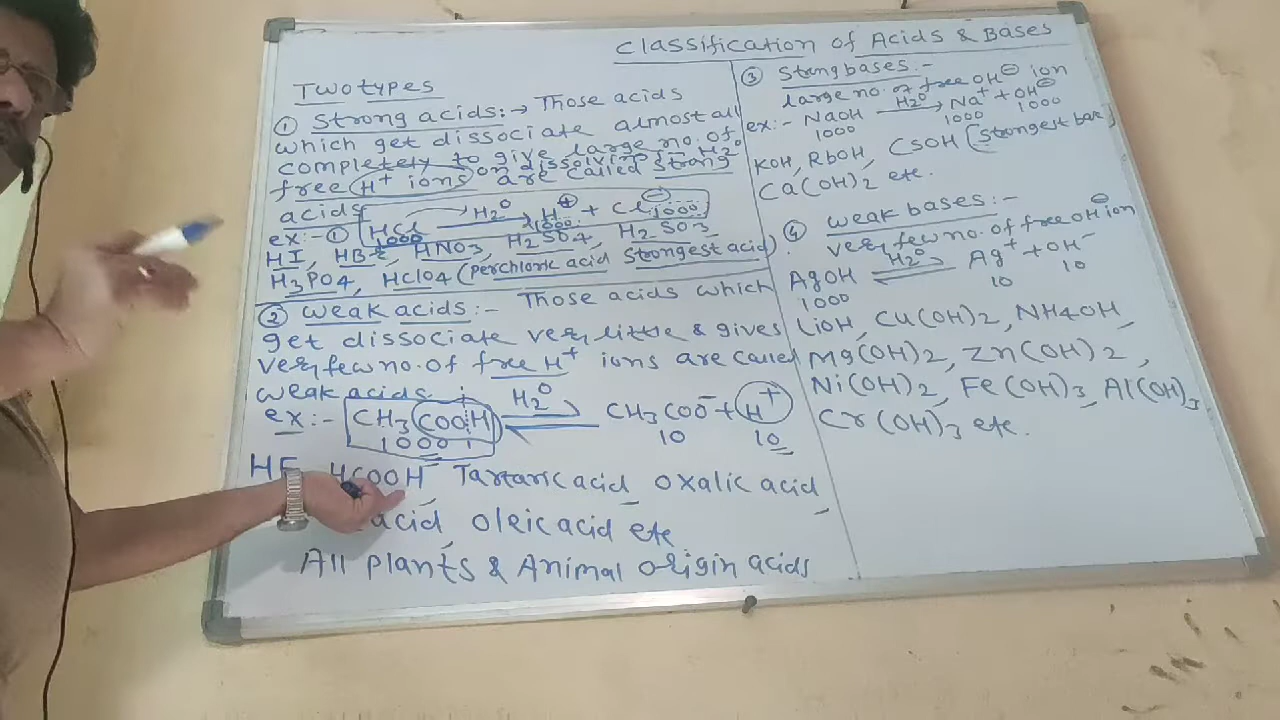 Classification of Acids & Bases
Two types
① Strong acids:→ Those acids
which get dissociate almost all
completely to give large no. of
free H+ ions on dissolving in H2O are called strong
acids
ex:- ① HCl → H2O → H⊕ + Cl⊖
1000 1000 1000
HI, HBr, HNO3, H2SO4, H2SO3
H3PO4, HClO4 (perchloric acid strongest acid)
② Weak acids:- Those acids which
get dissociate very little & gives
very few no. of free H+ ions are called
weak acids
ex:- CH3COOH ⇌ H2O CH3COO- + H+
1000 10 10
HF, HCOOH, Tartaric acid, oxalic acid,
acid, oleic acid etc
All plants & Animal origin acids
③ Strong bases:-
large no. of free OH⊖ ion
ex:- NaOH → H2O Na+ + OH⊖
1000 1000 1000
KOH, RbOH, CsOH (strongest base)
Ca(OH)2 etc.
④ weak bases:-
very few no. of free OH⊖ ion
AgOH ⇌ H2O Ag+ + OH-
1000 10 10
LiOH, Cu(OH)2, NH4OH,
Mg(OH)2, Zn(OH)2,
Ni(OH)2, Fe(OH)3, Al(OH)3
Cr(OH)3 etc.